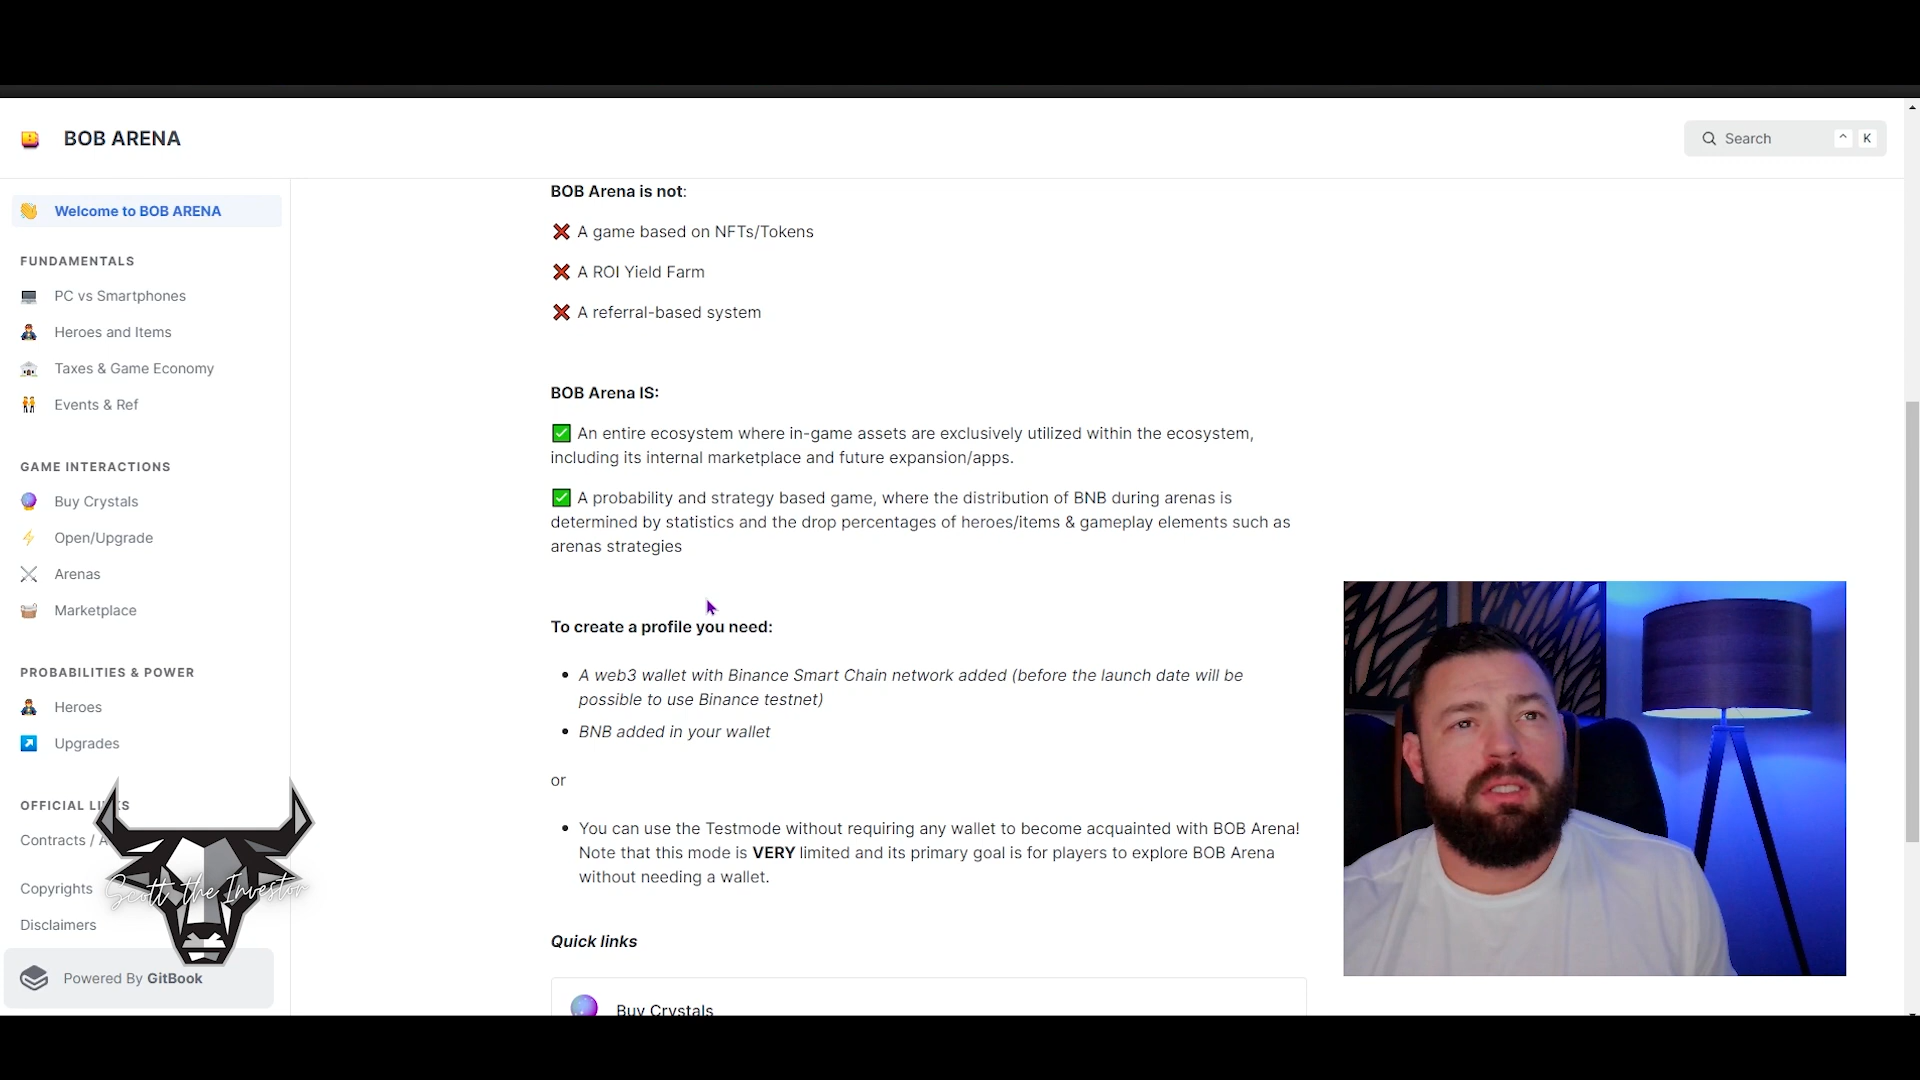 BOB ARENA
Search
^ K
Welcome to BOB ARENA
FUNDAMENTALS
PC vs Smartphones
Heroes and Items
Taxes & Game Economy
Events & Ref
GAME INTERACTIONS
Buy Crystals
Open/Upgrade
Arenas
Marketplace
PROBABILITIES & POWER
Heroes
Upgrades
OFFICIAL
Contracts /
Copyrights
Disclaimers
Powered By GitBook
Scott the Investor
BOB Arena is not:
A game based on NFTs/Tokens
A ROI Yield Farm
A referral-based system
BOB Arena IS:
An entire ecosystem where in-game assets are exclusively utilized within the ecosystem,
including its internal marketplace and future expansion/apps.
A probability and strategy based game, where the distribution of BNB during arenas is
determined by statistics and the drop percentages of heroes/items & gameplay elements such as
arenas strategies
To create a profile you need:
• A web3 wallet with Binance Smart Chain network added (before the launch date will be
possible to use Binance testnet)
• BNB added in your wallet
or
• You can use the Testmode without requiring any wallet to become acquainted with BOB Arena!
Note that this mode is VERY limited and its primary goal is for players to explore BOB Arena
without needing a wallet.
Quick links
Buy Crystals